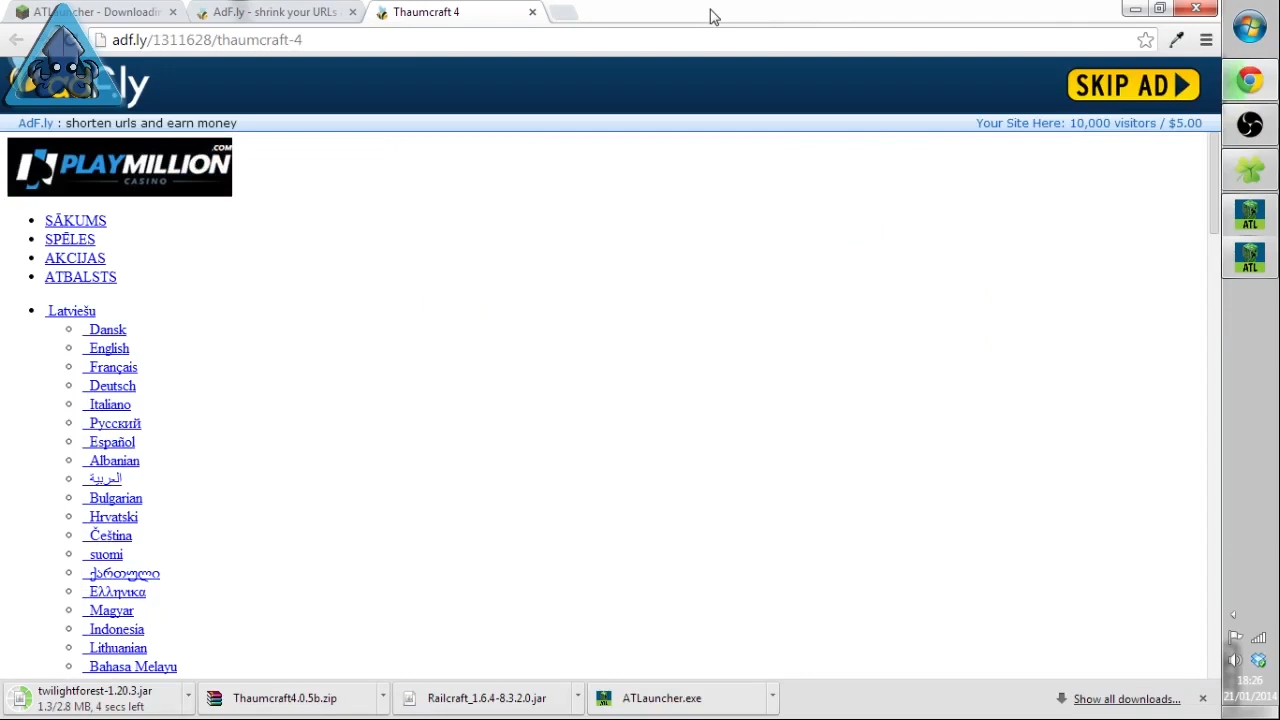 ATLauncher - Downloadin
AdF.ly - shrink your URLs
Thaumcraft 4
adf.ly/1311628/thaumcraft-4
adF.ly
SKIP AD
AdF.ly : shorten urls and earn money
Your Site Here: 10,000 visitors / $5.00
PLAYMILLION.COM
CASINO
SĀKUMS
SPĒLES
AKCIJAS
ATBALSTS
Latviešu
Dansk
English
Français
Deutsch
Italiano
Русский
Español
Albanian
العربية
Bulgarian
Hrvatski
Čeština
suomi
ქართული
Ελληνικα
Magyar
Indonesia
Lithuanian
Bahasa Melayu
twilightforest-1.20.3.jar
1.3/2.8 MB, 4 secs left
Thaumcraft4.0.5b.zip
Railcraft_1.6.4-8.3.2.0.jar
ATLauncher.exe
Show all downloads...
ATL
ATL
18:26
21/01/2014